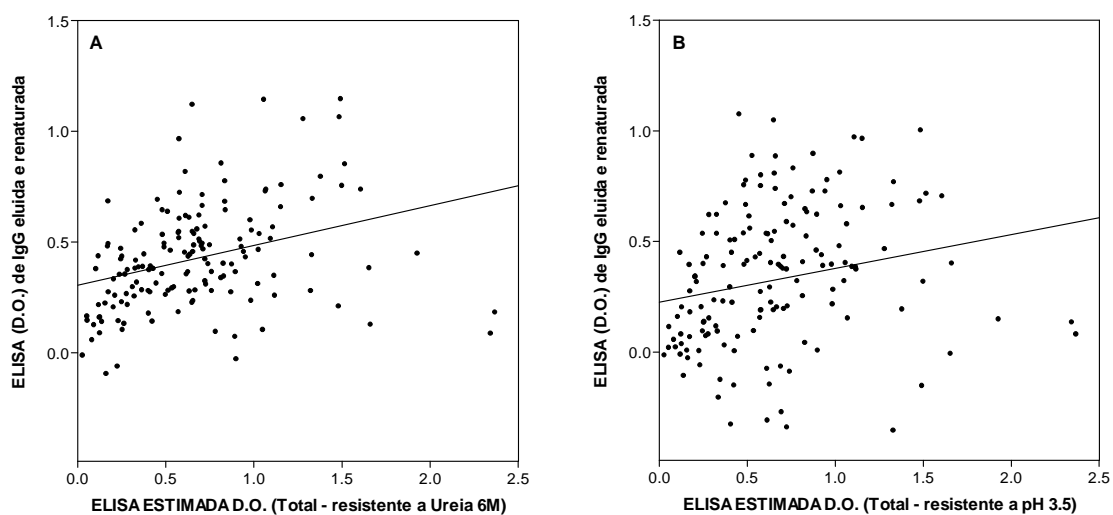 A
1.5
1.0
0.5
0.0
0.0 0.5 1.0 1.5 2.0 2.5
ELISA (D.O.) de IgG eluida e renaturada
ELISA ESTIMADA D.O. (Total - resistente a Ureia 6M)
B
1.5
1.0
0.5
0.0
0.0 0.5 1.0 1.5 2.0 2.5
ELISA (D.O.) de IgG eluida e renaturada
ELISA ESTIMADA D.O. (Total - resistente a pH 3.5)